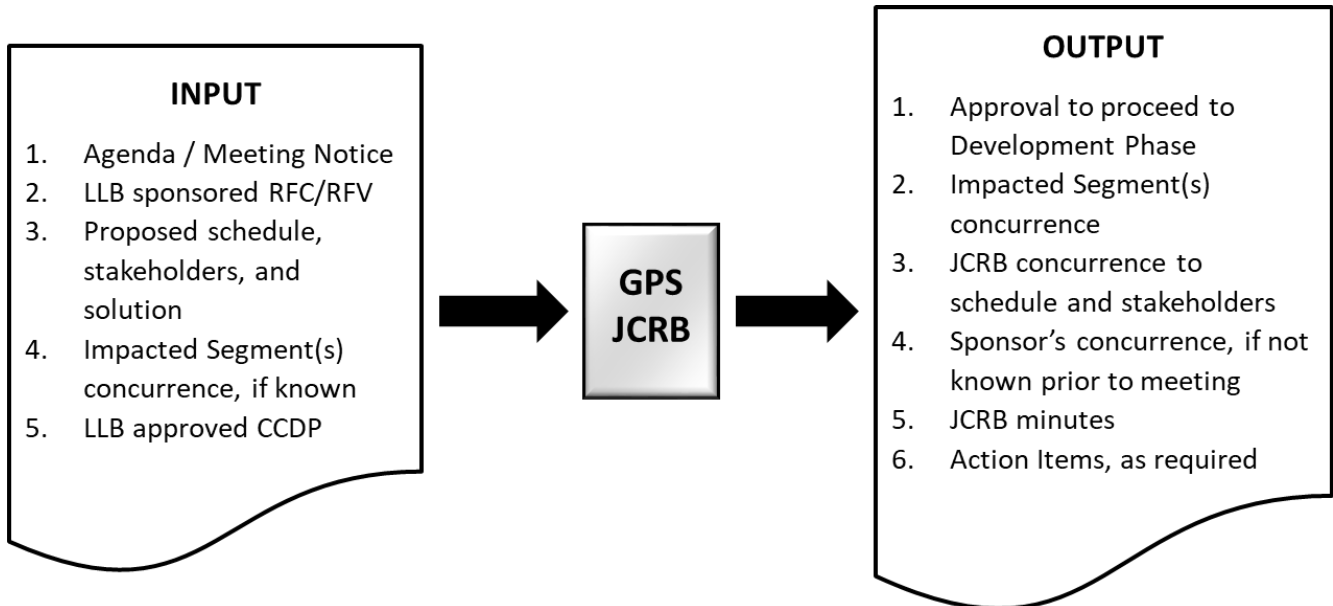 INPUT
1. Agenda / Meeting Notice
2. LLB sponsored RFC/RFV
3. Proposed schedule,
stakeholders, and
solution
4. Impacted Segment(s)
concurrence, if known
5. LLB approved CCDP
GPS
JCRB
OUTPUT
1. Approval to proceed to
Development Phase
2. Impacted Segment(s)
concurrence
3. JCRB concurrence to
schedule and stakeholders
4. Sponsor’s concurrence, if not
known prior to meeting
5. JCRB minutes
6. Action Items, as required